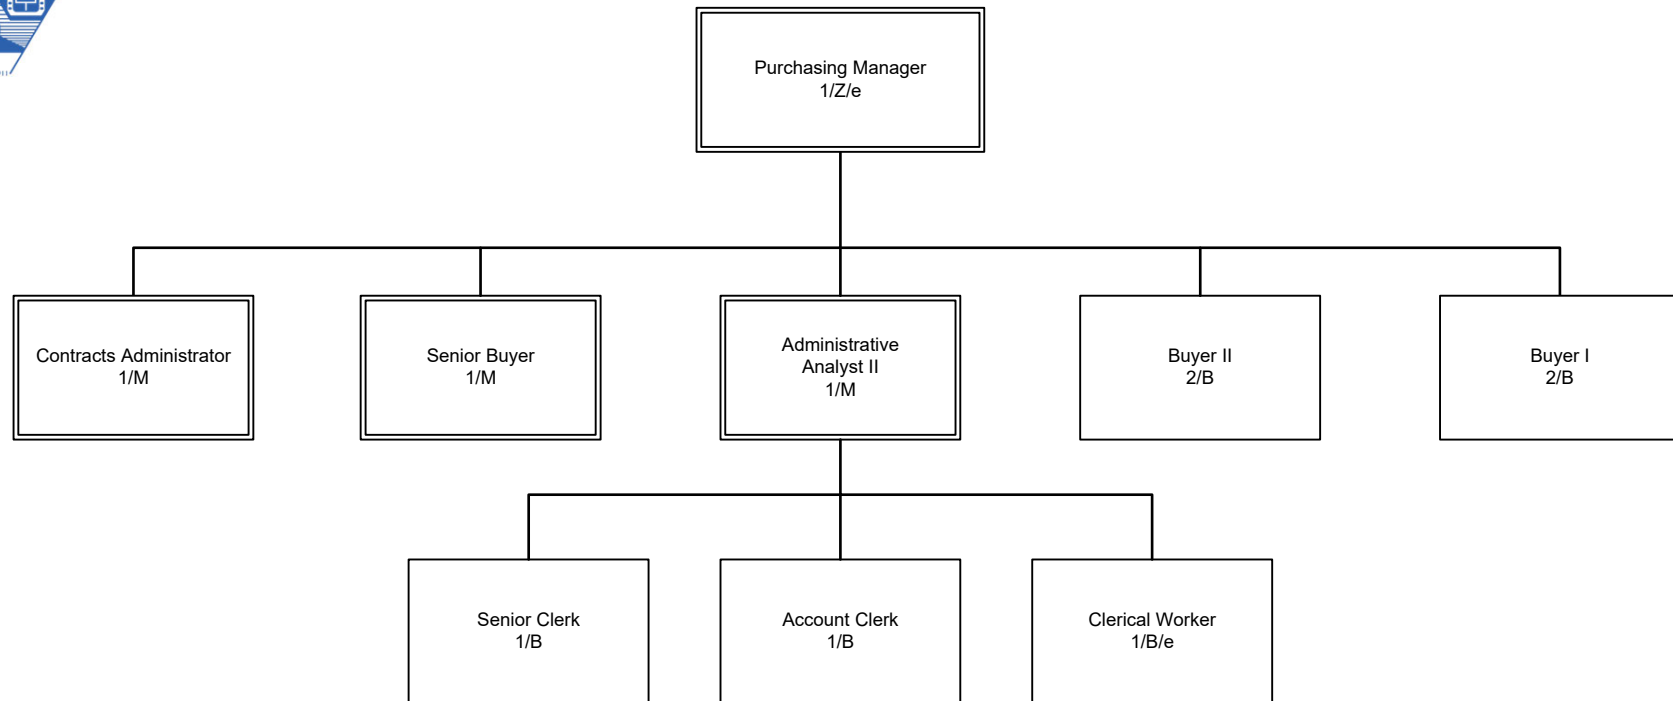 Purchasing Manager
1/Z/e
Contracts Administrator
1/M
Senior Buyer
1/M
Administrative
Analyst II
1/M
Buyer II
2/B
Buyer I
2/B
Senior Clerk
1/B
Account Clerk
1/B
Clerical Worker
1/B/e